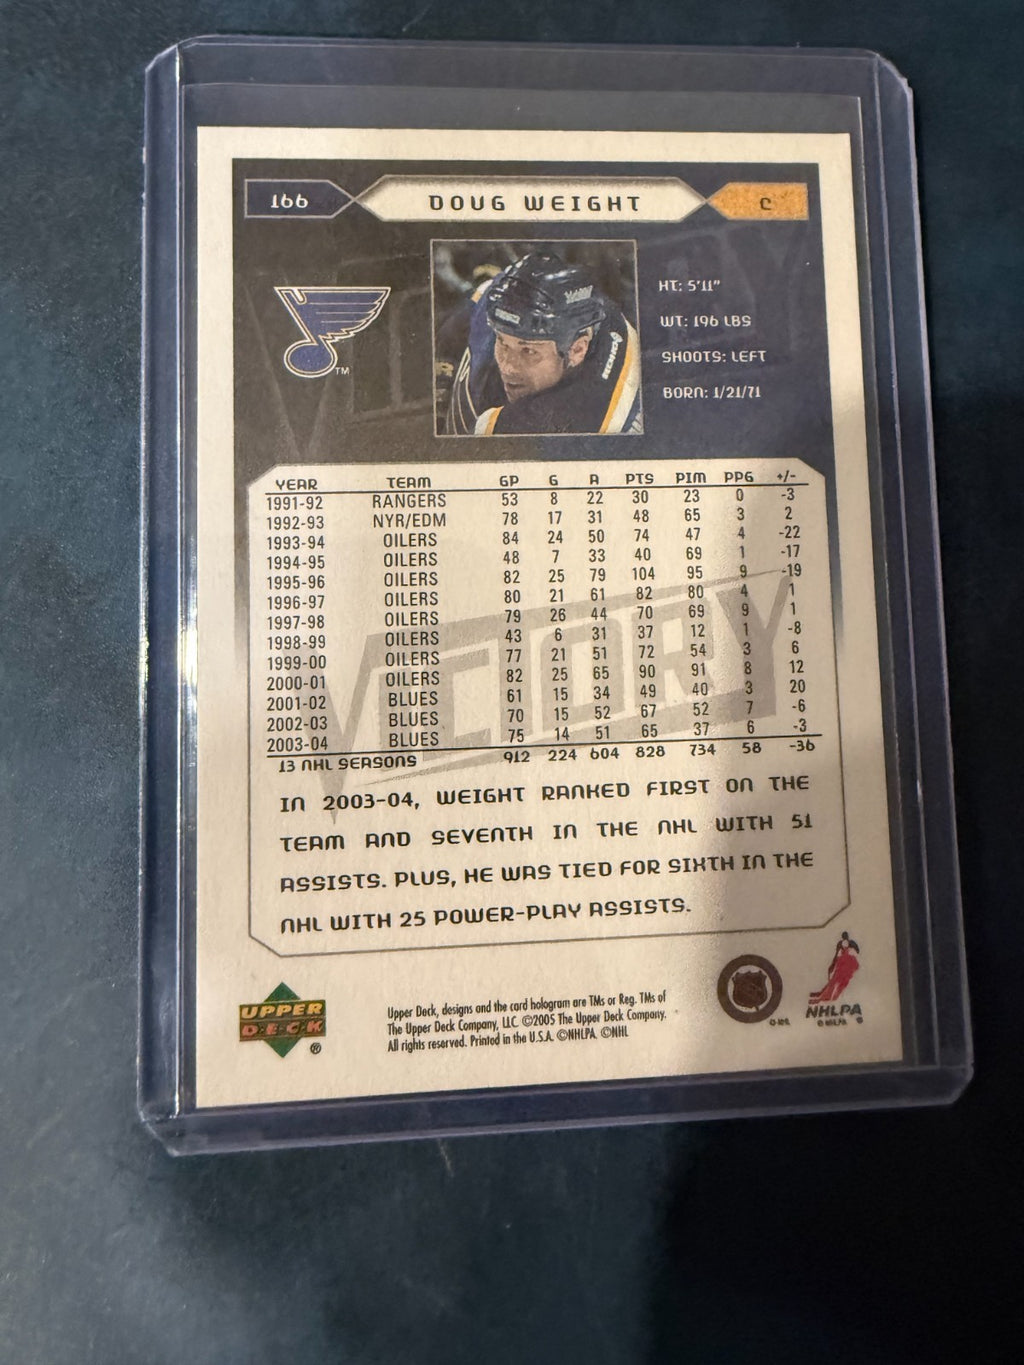 166 DOUG WEIGHT C
HT: 5'11"
WT: 196 LBS
SHOOTS: LEFT
BORN: 1/21/71
TM
YEAR TEAM GP G A PTS PIM PPG +/-
1991-92 RANGERS 53 8 22 30 23 0 -3
1992-93 NYR/EDM 78 17 31 48 65 3 2
1993-94 OILERS 84 24 50 74 47 4 -22
1994-95 OILERS 48 7 33 40 69 1 -17
1995-96 OILERS 82 25 79 104 95 9 -19
1996-97 OILERS 80 21 61 82 80 4 1
1997-98 OILERS 79 26 44 70 69 9 1
1998-99 OILERS 43 6 31 37 12 1 -8
1999-00 OILERS 77 21 51 72 54 3 6
2000-01 OILERS 82 25 65 90 91 8 12
2001-02 BLUES 61 15 34 49 40 3 20
2002-03 BLUES 70 15 52 67 52 7 -6
2003-04 BLUES 75 14 51 65 37 6 -3
13 NHL SEASONS 912 224 604 828 734 58 -36
VICTORY
IN 2003-04, WEIGHT RANKED FIRST ON THE
TEAM AND SEVENTH IN THE NHL WITH 51
ASSISTS. PLUS, HE WAS TIED FOR SIXTH IN THE
NHL WITH 25 POWER-PLAY ASSISTS.
UPPER
DECK
®
Upper Deck, designs and the card hologram are TMs or Reg. TMs of
The Upper Deck Company, LLC. ©2005 The Upper Deck Company.
All rights reserved. Printed in the U.S.A. ©NHLPA. ©NHL
NHLPA